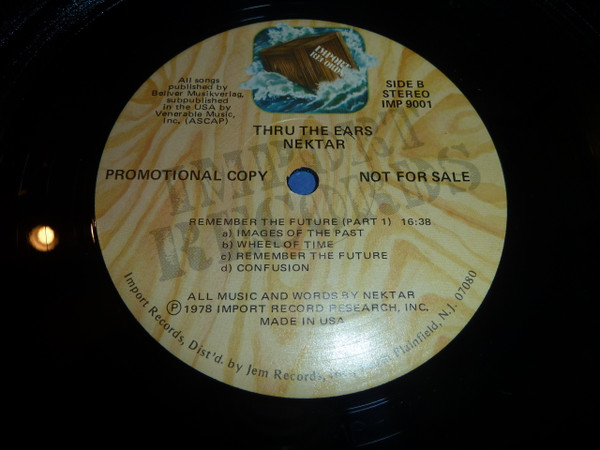 IMPORT
RECORDS
All songs
published by
Bellver Musikverlag,
subpublished
in the USA by
Venerable Music,
Inc. (ASCAP)
SIDE B
STEREO
IMP 9001
THRU THE EARS
NEKTAR
PROMOTIONAL COPY NOT FOR SALE
IMPORT
RECORDS
REMEMBER THE FUTURE (PART 1) 16:38
a) IMAGES OF THE PAST
b) WHEEL OF TIME
c) REMEMBER THE FUTURE
d) CONFUSION
ALL MUSIC AND WORDS BY NEKTAR
Ⓟ 1978 IMPORT RECORD RESEARCH, INC.
MADE IN USA
Import Records, Dist'd. by Jem Records, Plainfield, N.J. 07080